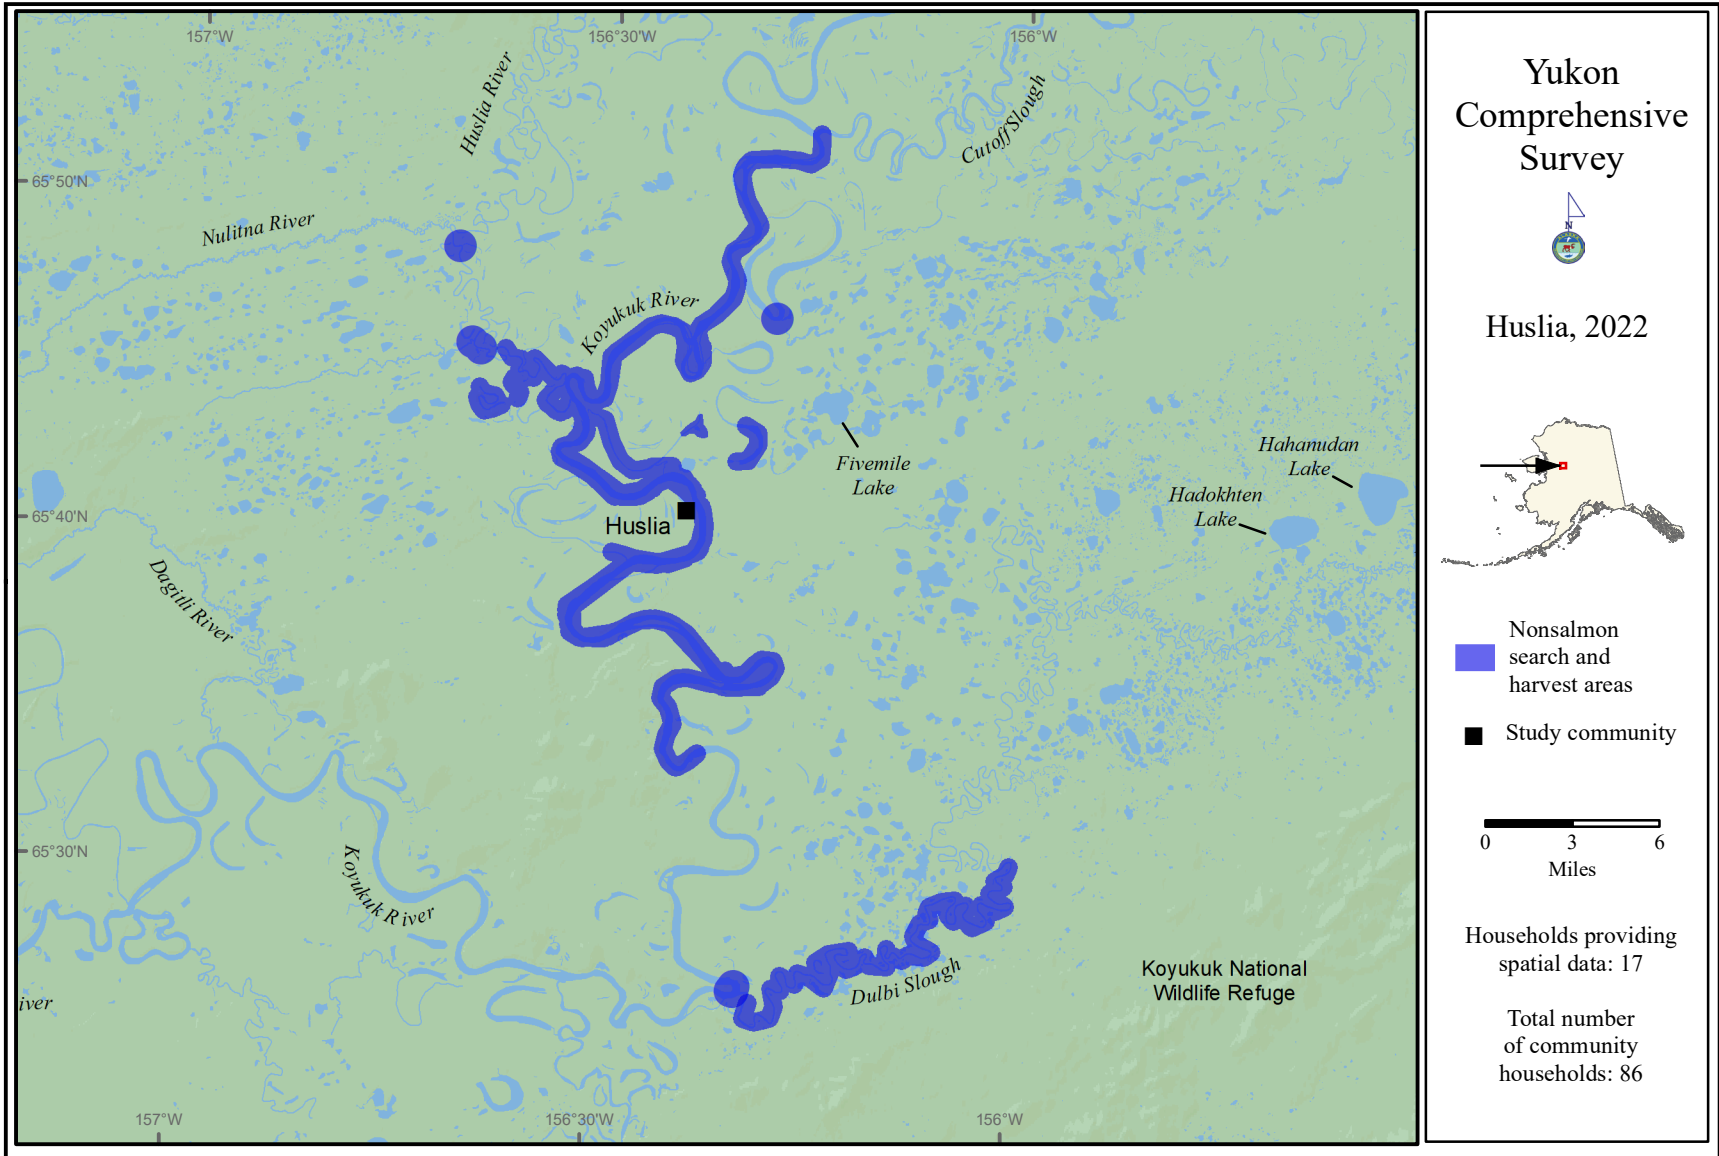 157°W
156°30'W
156°W
Huslia River
Cutoff Slough
65°50'N
Nulitna River
Koyukuk River
Fivemile
Lake
Hahanudan
Lake
Hadokhten
Lake
65°40'N
Huslia
Dagitli River
65°30'N
Koyukuk River
Dulbi Slough
Koyukuk National
Wildlife Refuge
iver
157°W
156°30'W
156°W
Yukon
Comprehensive
Survey
N
Huslia, 2022
Nonsalmon
search and
harvest areas
Study community
0 3 6
Miles
Households providing
spatial data: 17
Total number
of community
households: 86